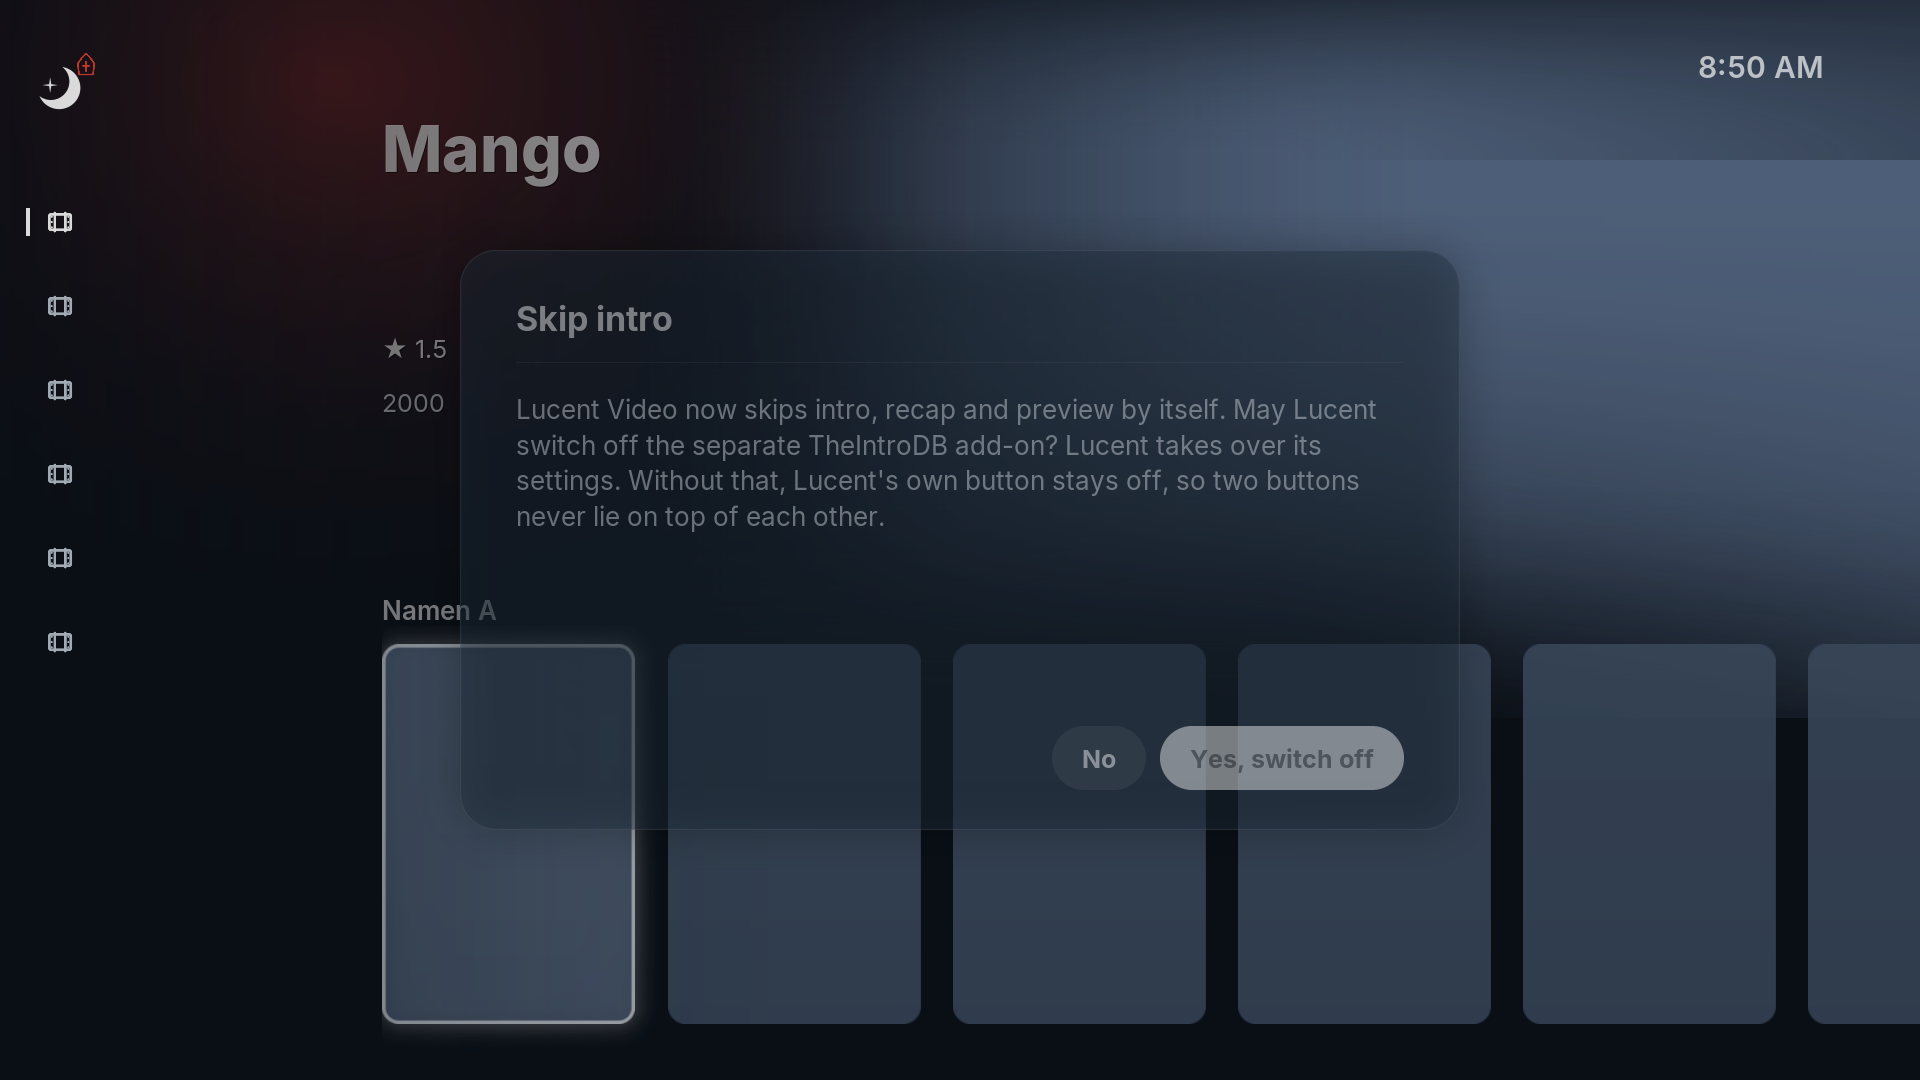 8:50 AM
Mango
Skip intro
★ 1.5
2000
Lucent Video now skips intro, recap and preview by itself. May Lucent
switch off the separate TheIntroDB add-on? Lucent takes over its
settings. Without that, Lucent's own button stays off, so two buttons
never lie on top of each other.
Namen A
No
Yes, switch off